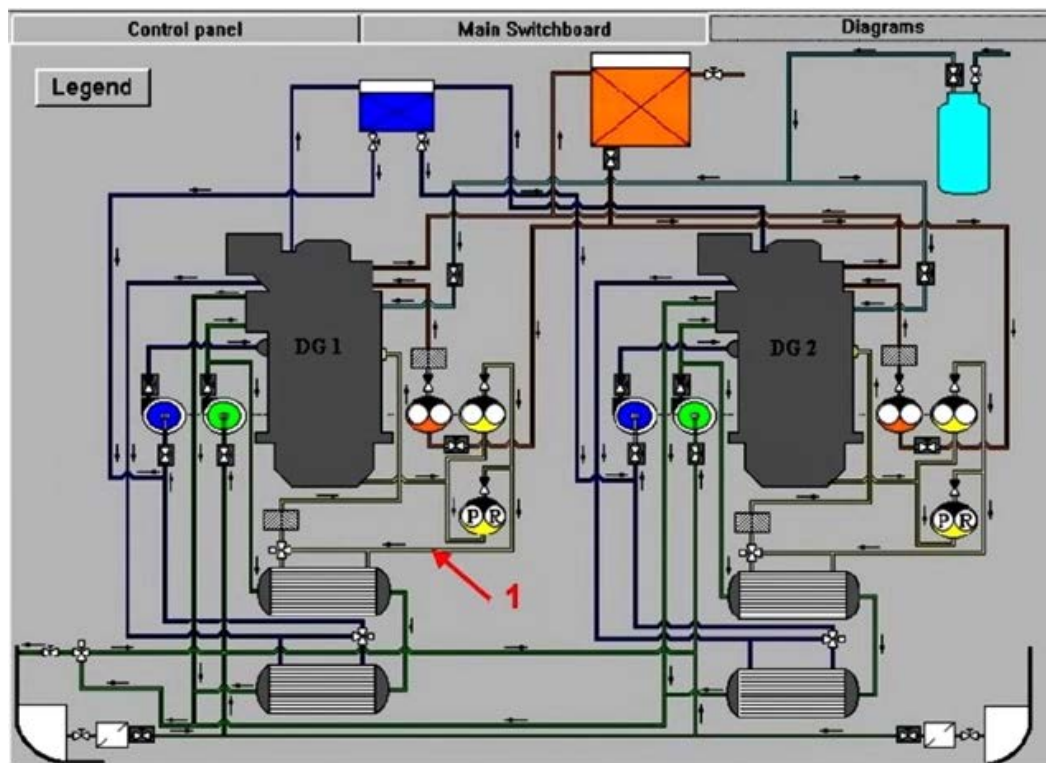 Control panel
Main Switchboard
Diagrams
Legend
DG 1
DG 2
P R
P R
1